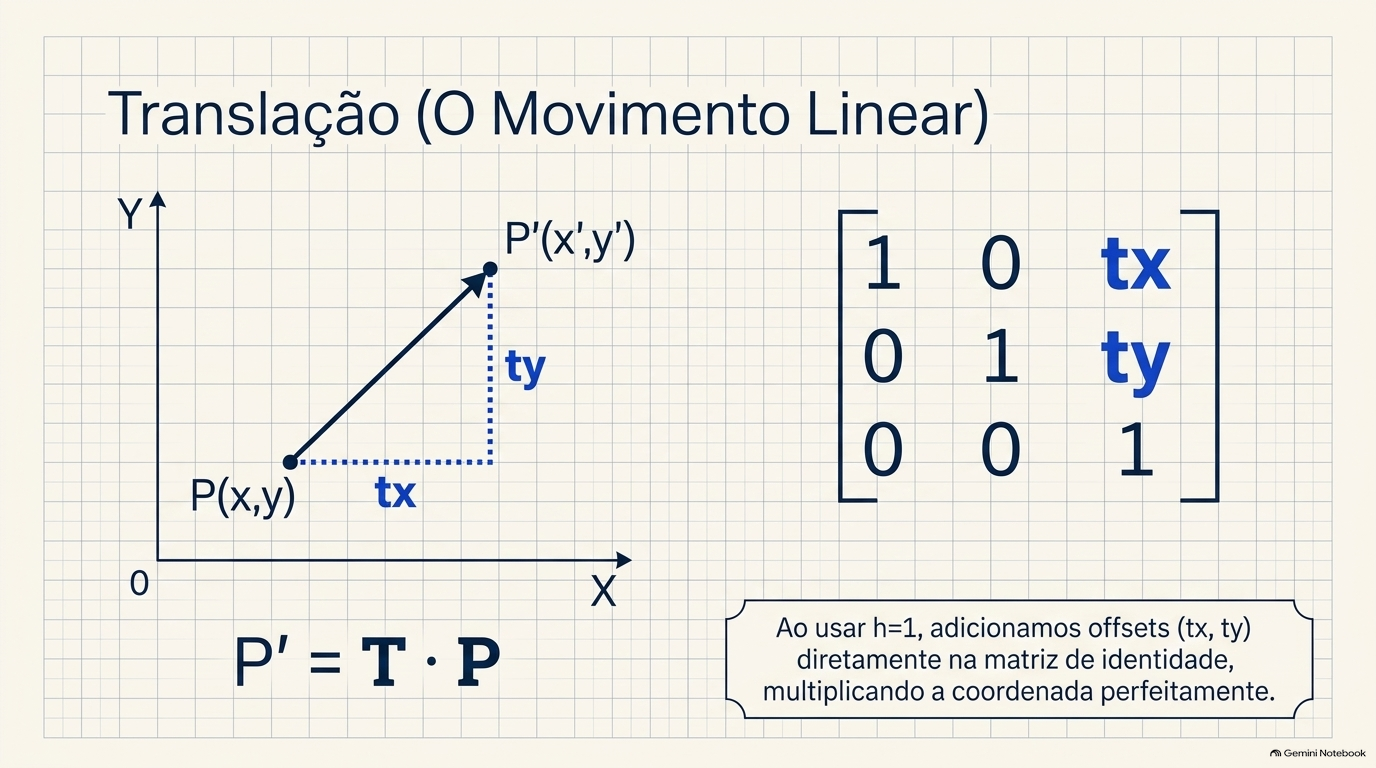 Translação (O Movimento Linear)
Y
P'(x',y')
ty
P(x,y)
tx
0
X
P' = T · P
1 0 tx
0 1 ty
0 0 1
Ao usar h=1, adicionamos offsets (tx, ty)
diretamente na matriz de identidade,
multiplicando a coordenada perfeitamente.
Gemini Notebook